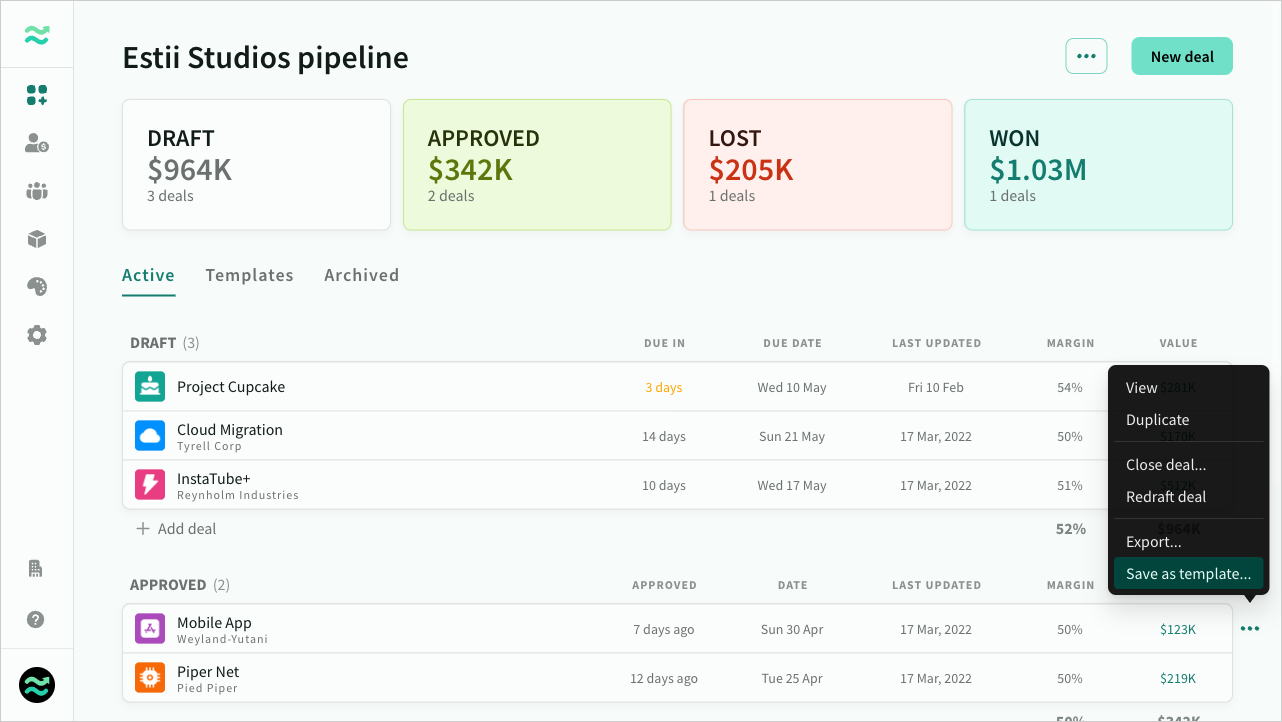 Estii Studios pipeline
New deal
DRAFT
$964K
3 deals
APPROVED
$342K
2 deals
LOST
$205K
1 deals
WON
$1.03M
1 deals
Active Templates Archived
DRAFT (3) DUE IN DUE DATE LAST UPDATED MARGIN VALUE
Project Cupcake 3 days Wed 10 May Fri 10 Feb 54% $281K
Cloud Migration
Tyrell Corp
14 days Sun 21 May 17 Mar, 2022 50% $170K
InstaTube+
Reynholm Industries
10 days Wed 17 May 17 Mar, 2022 51% $512K
Add deal 52% $964K
View
Duplicate
Close deal...
Redraft deal
Export...
Save as template...
APPROVED (2) APPROVED DATE LAST UPDATED MARGIN
Mobile App
Weyland-Yutani
7 days ago Sun 30 Apr 17 Mar, 2022 50% $123K
Piper Net
Pied Piper
12 days ago Tue 25 Apr 17 Mar, 2022 50% $219K
50% $342K